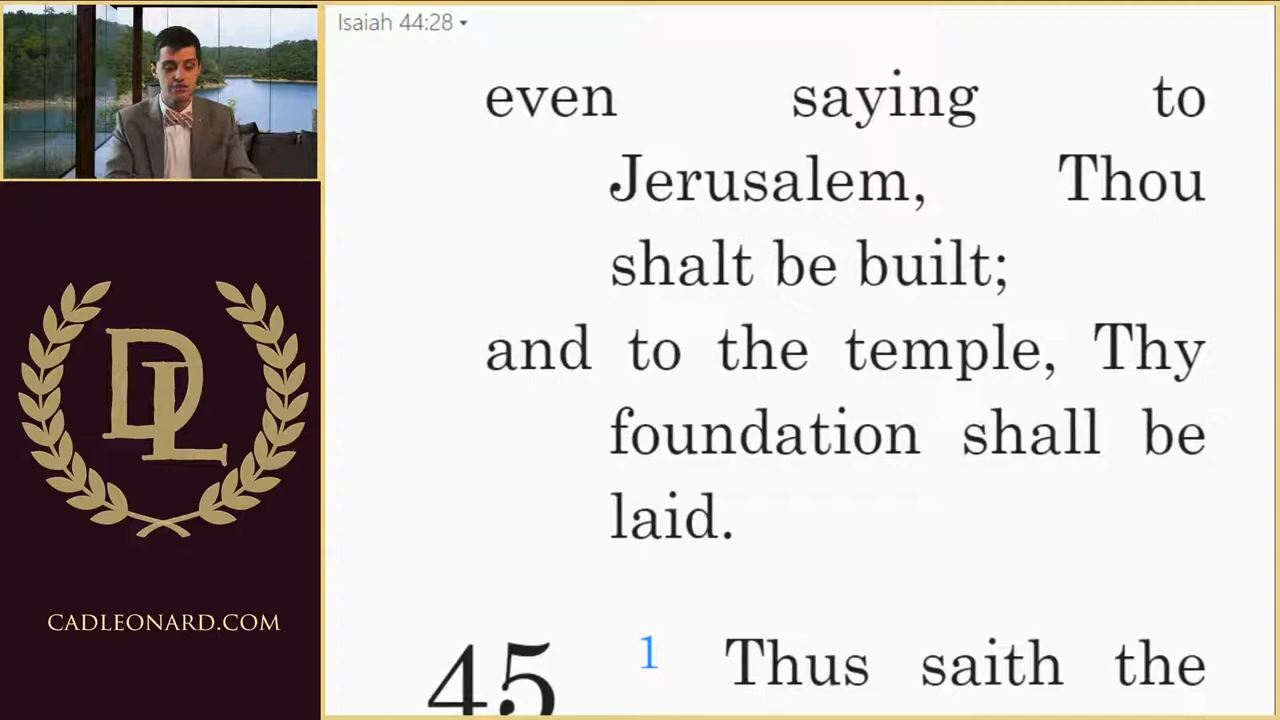 Isaiah 44:28
even saying to
Jerusalem, Thou
shalt be built;
and to the temple, Thy
foundation shall be
laid.
45 1 Thus saith the
DL
CADLEONARD.COM